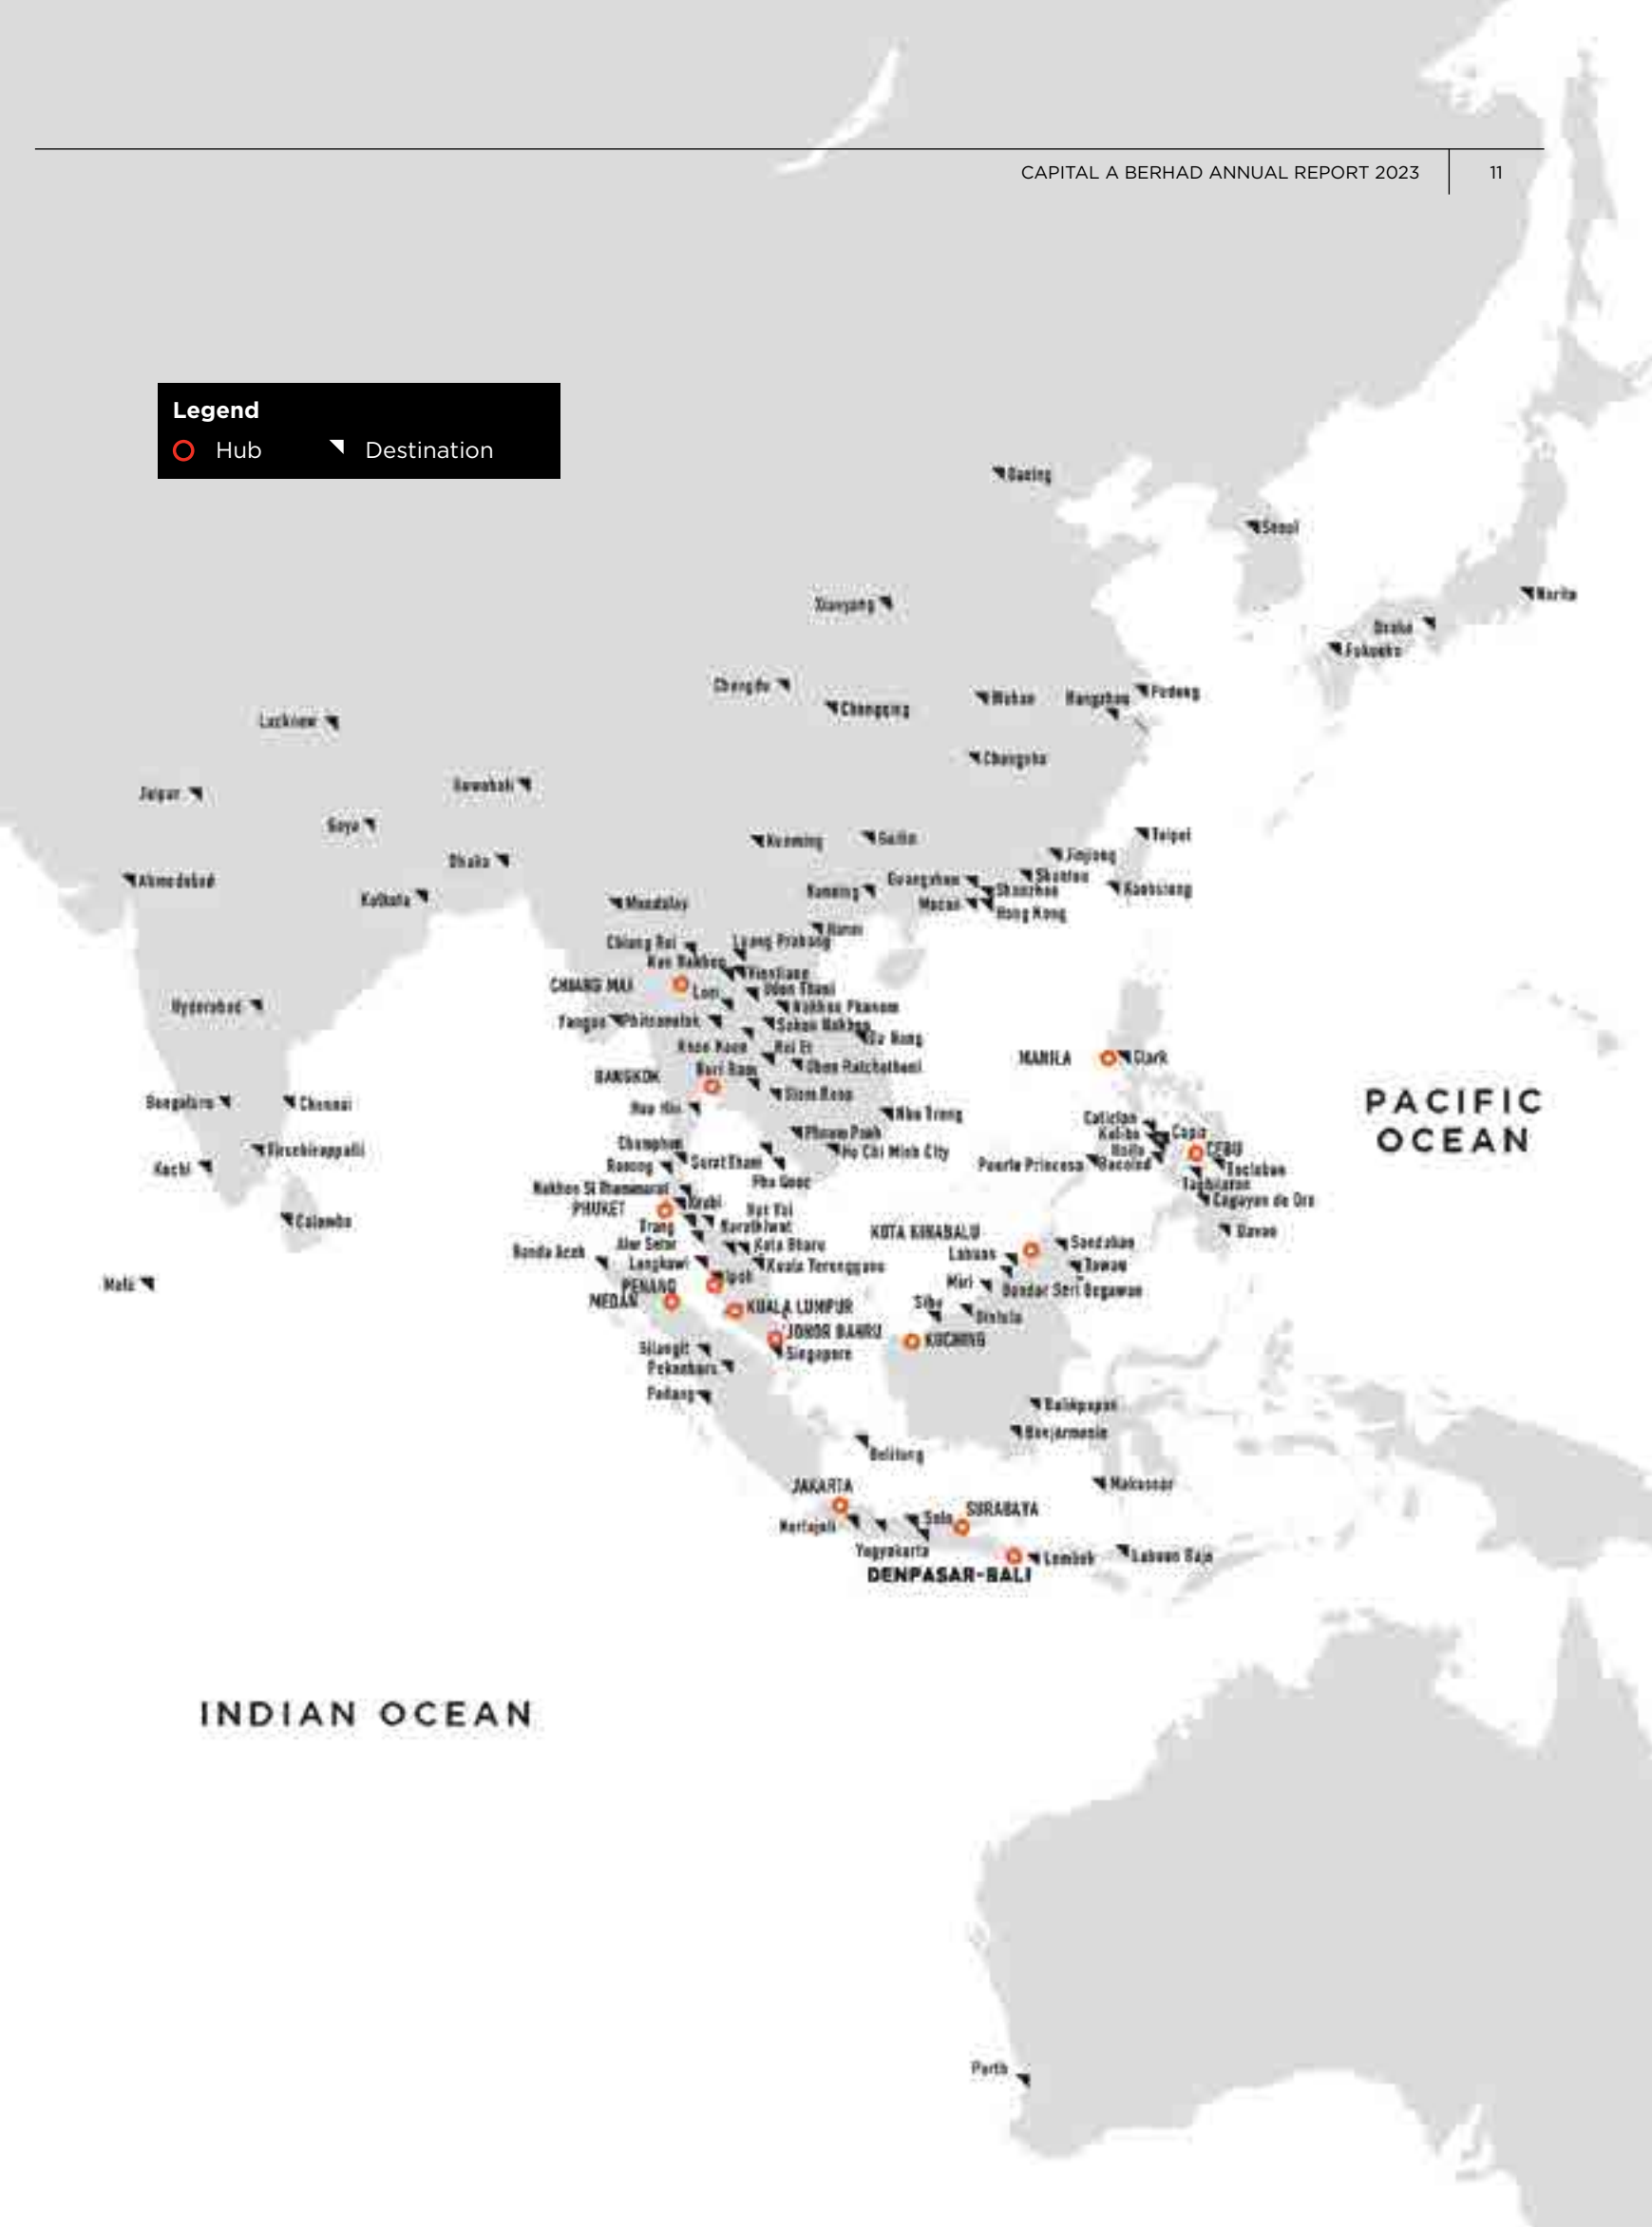 CAPITAL A BERHAD ANNUAL REPORT 2023
11
Legend
Hub
Destination
Daqing
Seoul
Xianyang
Narita
Osaka
Fukuoka
Chengdu
Chongqing
Wuhan
Hangzhou
Pudong
Lucknow
Changsha
Jaipur
Guwahati
Gaya
Kunming
Guilin
Taipei
Dhaka
Jinjiang
Ahmedabad
Kolkata
Nanning
Guangzhou
Shantou
Shenzhen
Kaohsiung
Mandalay
Macao
Hong Kong
Hanoi
Chiang Rai
Luang Prabang
Vientiane
CHIANG MAI
Loei
Udon Thani
Hyderabad
Nakhon Phanom
Phitsanulok
Sakon Nakhon
Da Nang
Khon Kaen
Roi Et
MANILA
Clark
BANGKOK
Buri Ram
Ubon Ratchathani
Siem Reap
Bengaluru
Chennai
Hua Hin
Nha Trang
PACIFIC
OCEAN
Caticlan
Kalibo
Phnom Penh
Chumphon
Ho Chi Minh City
CEBU
Tiruchirappalli
Kochi
Ranong
Surat Thani
Puerto Princesa
Bacolod
Iloilo
Tacloban
Tagbilaran
Nakhon Si Thammarat
PHUKET
Krabi
Cagayan de Oro
Colombo
Hat Yai
Trang
Narathiwat
Davao
KOTA KINABALU
Alor Setar
Kota Bharu
Sandakan
Banda Aceh
Langkawi
Kuala Terengganu
Labuan
Tawau
Malé
PENANG
Ipoh
Miri
Bandar Seri Begawan
MEDAN
KUALA LUMPUR
Sibu
Bintulu
JOHOR BAHRU
KUCHING
Silangit
Singapore
Pekanbaru
Padang
Balikpapan
Banjarmasin
Belitung
JAKARTA
Makassar
SURABAYA
Solo
Kertajati
Yogyakarta
Lombok
Labuan Bajo
DENPASAR-BALI
INDIAN OCEAN
Perth